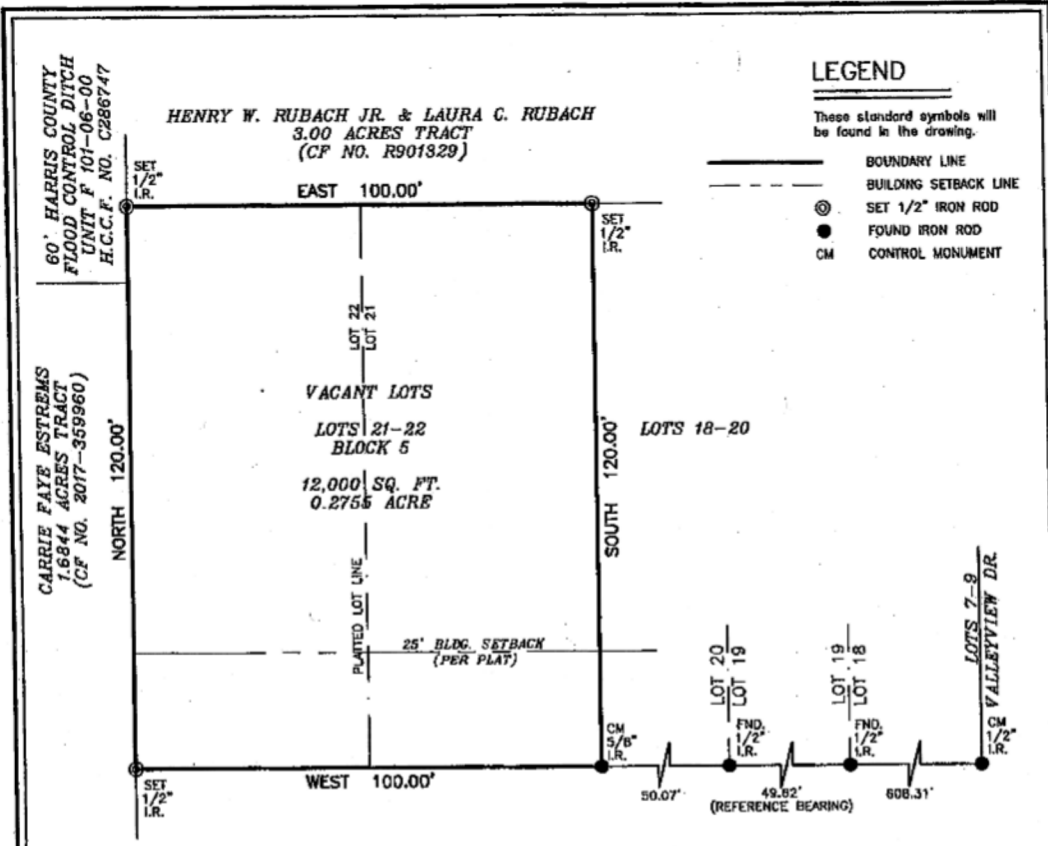 60' HARRIS COUNTY
FLOOD CONTROL DITCH
UNIT F 101-06-00
H.C.C.F. NO. C286747
HENRY W. RUBACH JR. & LAURA C. RUBACH
3.00 ACRES TRACT
(CF NO. R901329)
LEGEND
These standard symbols will
be found in the drawing.
BOUNDARY LINE
BUILDING SETBACK LINE
SET 1/2" IRON ROD
FOUND IRON ROD
CM CONTROL MONUMENT
SET
1/2"
I.R.
EAST 100.00'
SET
1/2"
I.R.
LOT 22
LOT 21
VACANT LOTS
LOTS 21-22
BLOCK 5
12,000 SQ. FT.
0.2755 ACRE
CARRIE FAYE ESTREMS
1.6844 ACRES TRACT
(CF NO. 2017-359960)
NORTH 120.00'
SOUTH 120.00'
LOTS 18-20
PLATTED LOT LINE
25' BLDG. SETBACK
(PER PLAT)
LOT 20
LOT 19
LOT 19
LOT 18
LOTS 7-9
VALLEYVIEW DR.
CM
5/8"
I.R.
FND.
1/2"
I.R.
FND.
1/2"
I.R.
CM
1/2"
I.R.
SET
1/2"
I.R.
WEST 100.00'
50.07'
49.82'
(REFERENCE BEARING)
608.31'